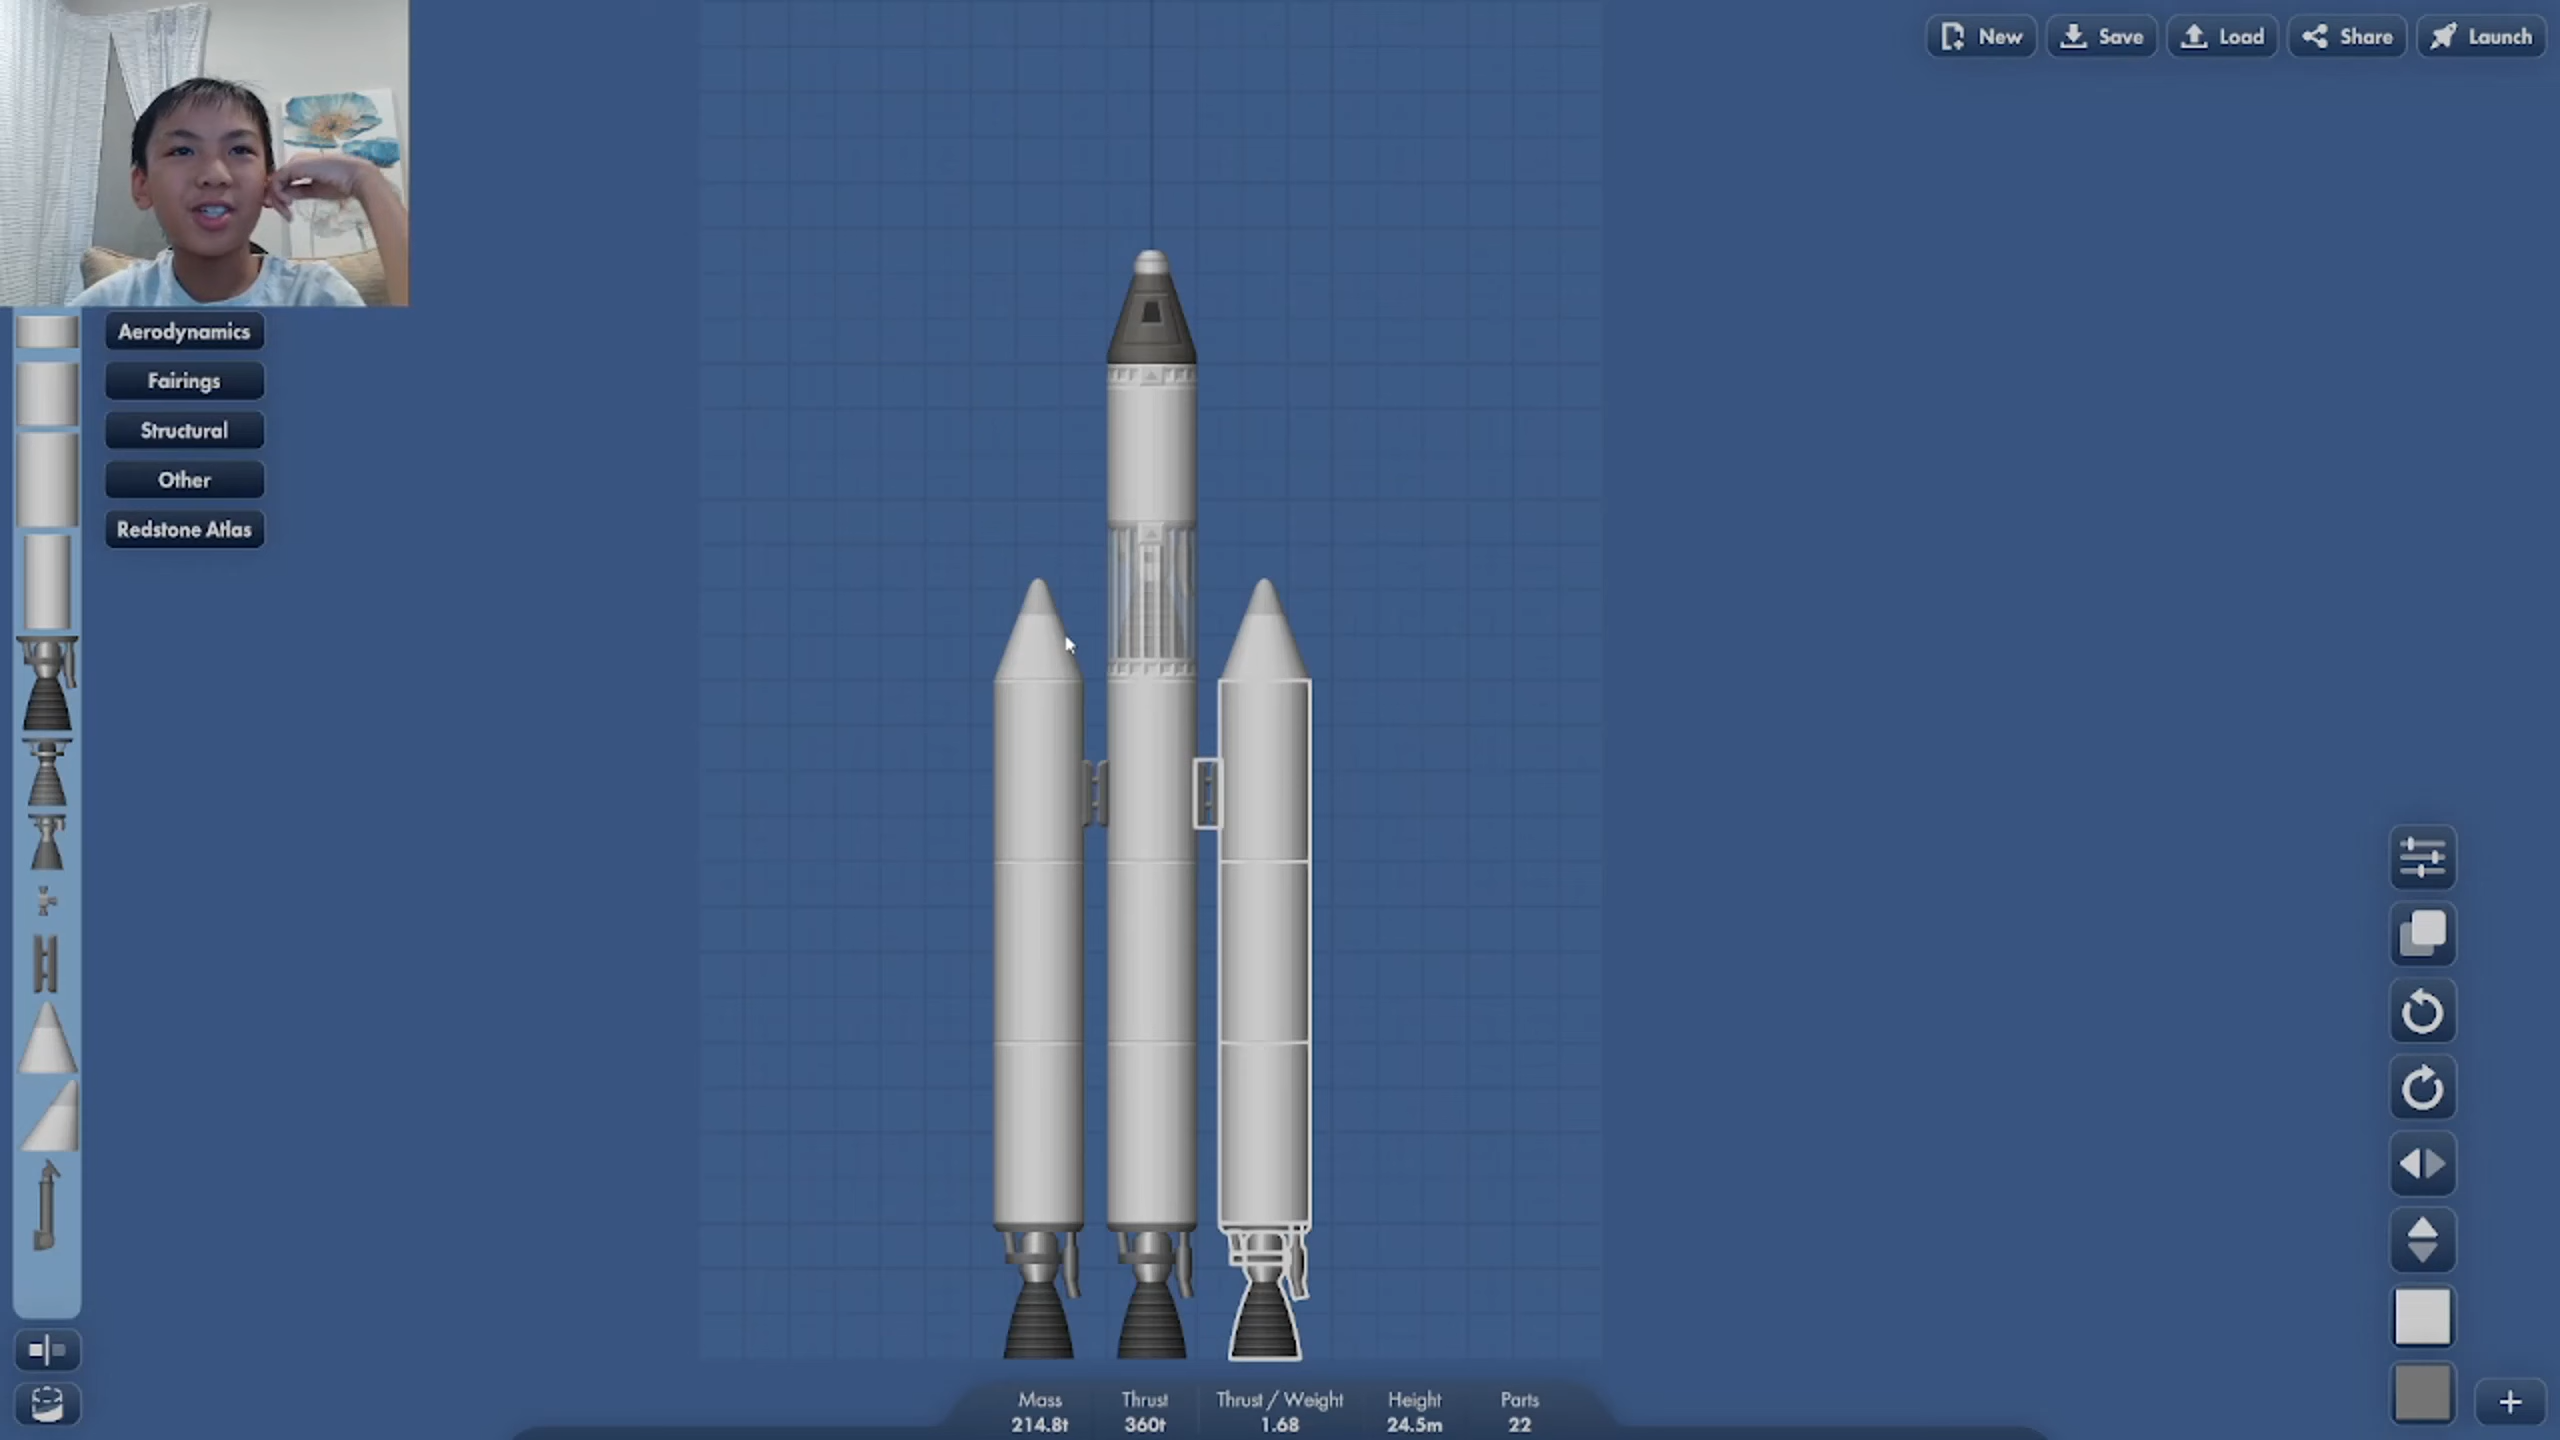 New
Save
Load
Share
Launch
Aerodynamics
Fairings
Structural
Other
Redstone Atlas
Mass
Thrust
Thrust / Weight
Height
Parts
214.8t
360t
1.68
24.5m
22